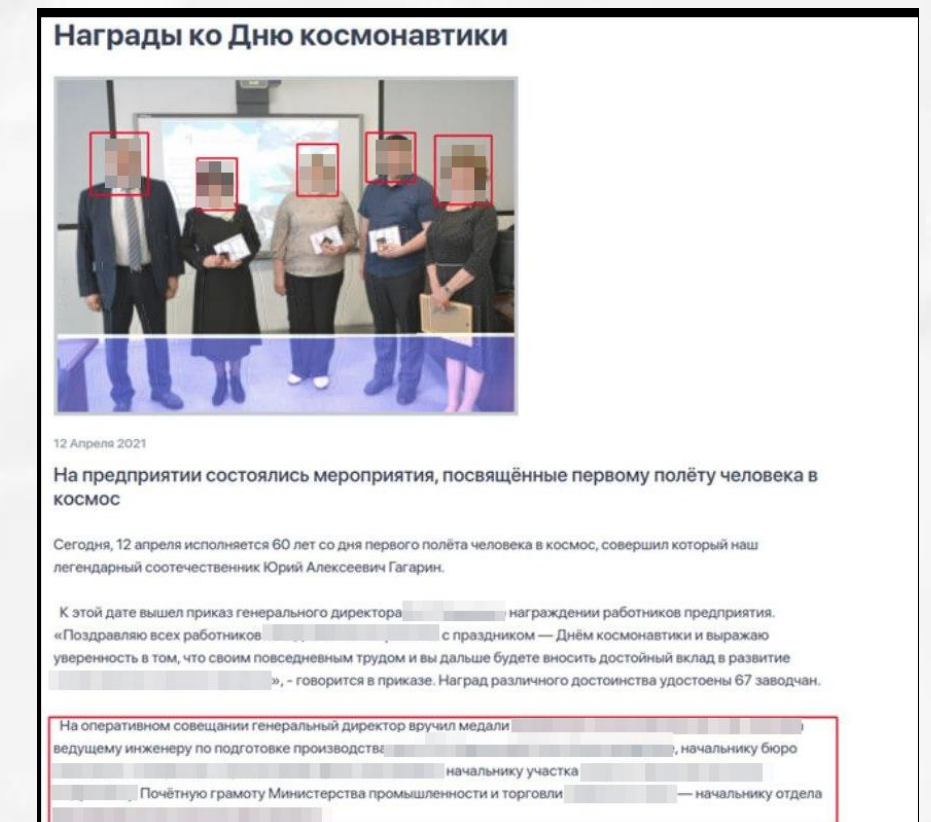 Награды ко Дню космонавтики
12 Апреля 2021
На предприятии состоялись мероприятия, посвящённые первому полёту человека в
космос
Сегодня, 12 апреля исполняется 60 лет со дня первого полёта человека в космос, совершил который наш
легендарный соотечественник Юрий Алексеевич Гагарин.
К этой дате вышел приказ генерального директора награждении работников предприятия.
«Поздравляю всех работников с праздником — Днём космонавтики и выражаю
уверенность в том, что своим повседневным трудом и вы дальше будете вносить достойный вклад в развитие
», - говорится в приказе. Наград различного достоинства удостоены 67 заводчан.
На оперативном совещании генеральный директор вручил медали
ведущему инженеру по подготовке производства , начальнику бюро
начальнику участка
Почётную грамоту Министерства промышленности и торговли — начальнику отдела